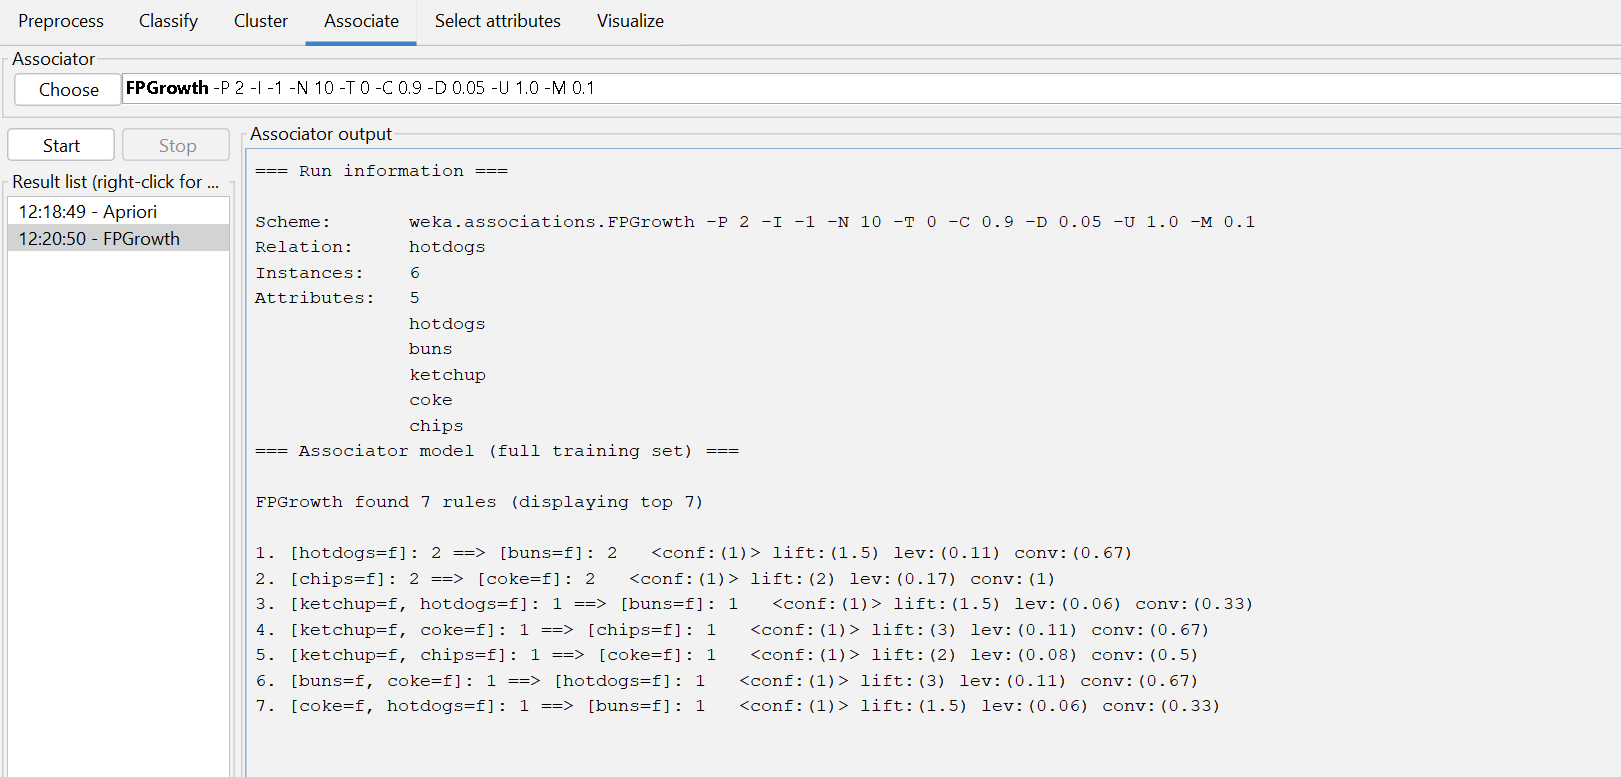 Preprocess Classify Cluster Associate Select attributes Visualize
Associator
Choose FPGrowth -P 2 -I -1 -N 10 -T 0 -C 0.9 -D 0.05 -U 1.0 -M 0.1
Start Stop
Result list (right-click for ...
12:18:49 - Apriori
12:20:50 - FPGrowth
Associator output
=== Run information ===
Scheme: weka.associations.FPGrowth -P 2 -I -1 -N 10 -T 0 -C 0.9 -D 0.05 -U 1.0 -M 0.1
Relation: hotdogs
Instances: 6
Attributes: 5
hotdogs
buns
ketchup
coke
chips
=== Associator model (full training set) ===
FPGrowth found 7 rules (displaying top 7)
1. [hotdogs=f]: 2 ==> [buns=f]: 2 <conf:(1)> lift:(1.5) lev:(0.11) conv:(0.67)
2. [chips=f]: 2 ==> [coke=f]: 2 <conf:(1)> lift:(2) lev:(0.17) conv:(1)
3. [ketchup=f, hotdogs=f]: 1 ==> [buns=f]: 1 <conf:(1)> lift:(1.5) lev:(0.06) conv:(0.33)
4. [ketchup=f, coke=f]: 1 ==> [chips=f]: 1 <conf:(1)> lift:(3) lev:(0.11) conv:(0.67)
5. [ketchup=f, chips=f]: 1 ==> [coke=f]: 1 <conf:(1)> lift:(2) lev:(0.08) conv:(0.5)
6. [buns=f, coke=f]: 1 ==> [hotdogs=f]: 1 <conf:(1)> lift:(3) lev:(0.11) conv:(0.67)
7. [coke=f, hotdogs=f]: 1 ==> [buns=f]: 1 <conf:(1)> lift:(1.5) lev:(0.06) conv:(0.33)